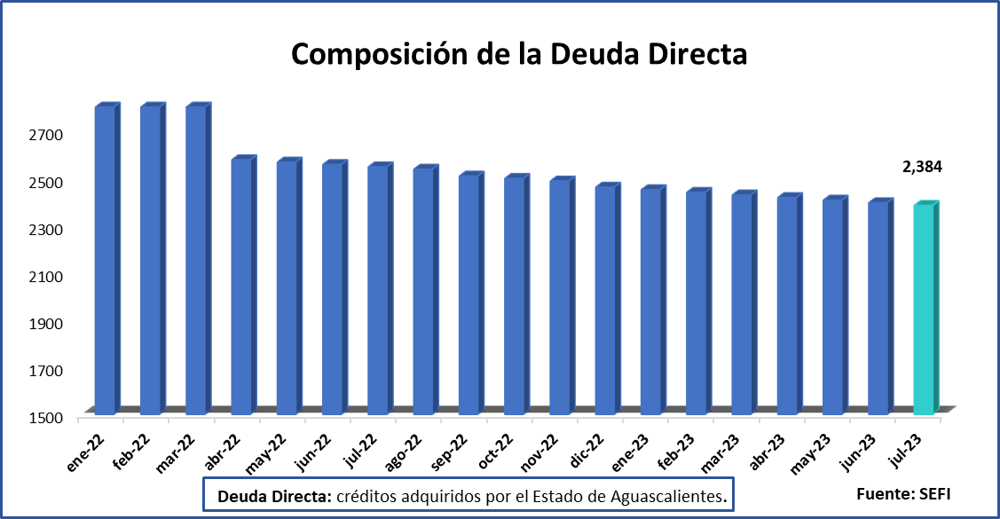 Composición de la Deuda Directa
2700
2500
2300
2100
1900
1700
1500
2,384
ene-22
feb-22
mar-22
abr-22
may-22
jun-22
jul-22
ago-22
sep-22
oct-22
nov-22
dic-22
ene-23
feb-23
mar-23
abr-23
may-23
jun-23
jul-23
Deuda Directa: créditos adquiridos por el Estado de Aguascalientes.
Fuente: SEFI